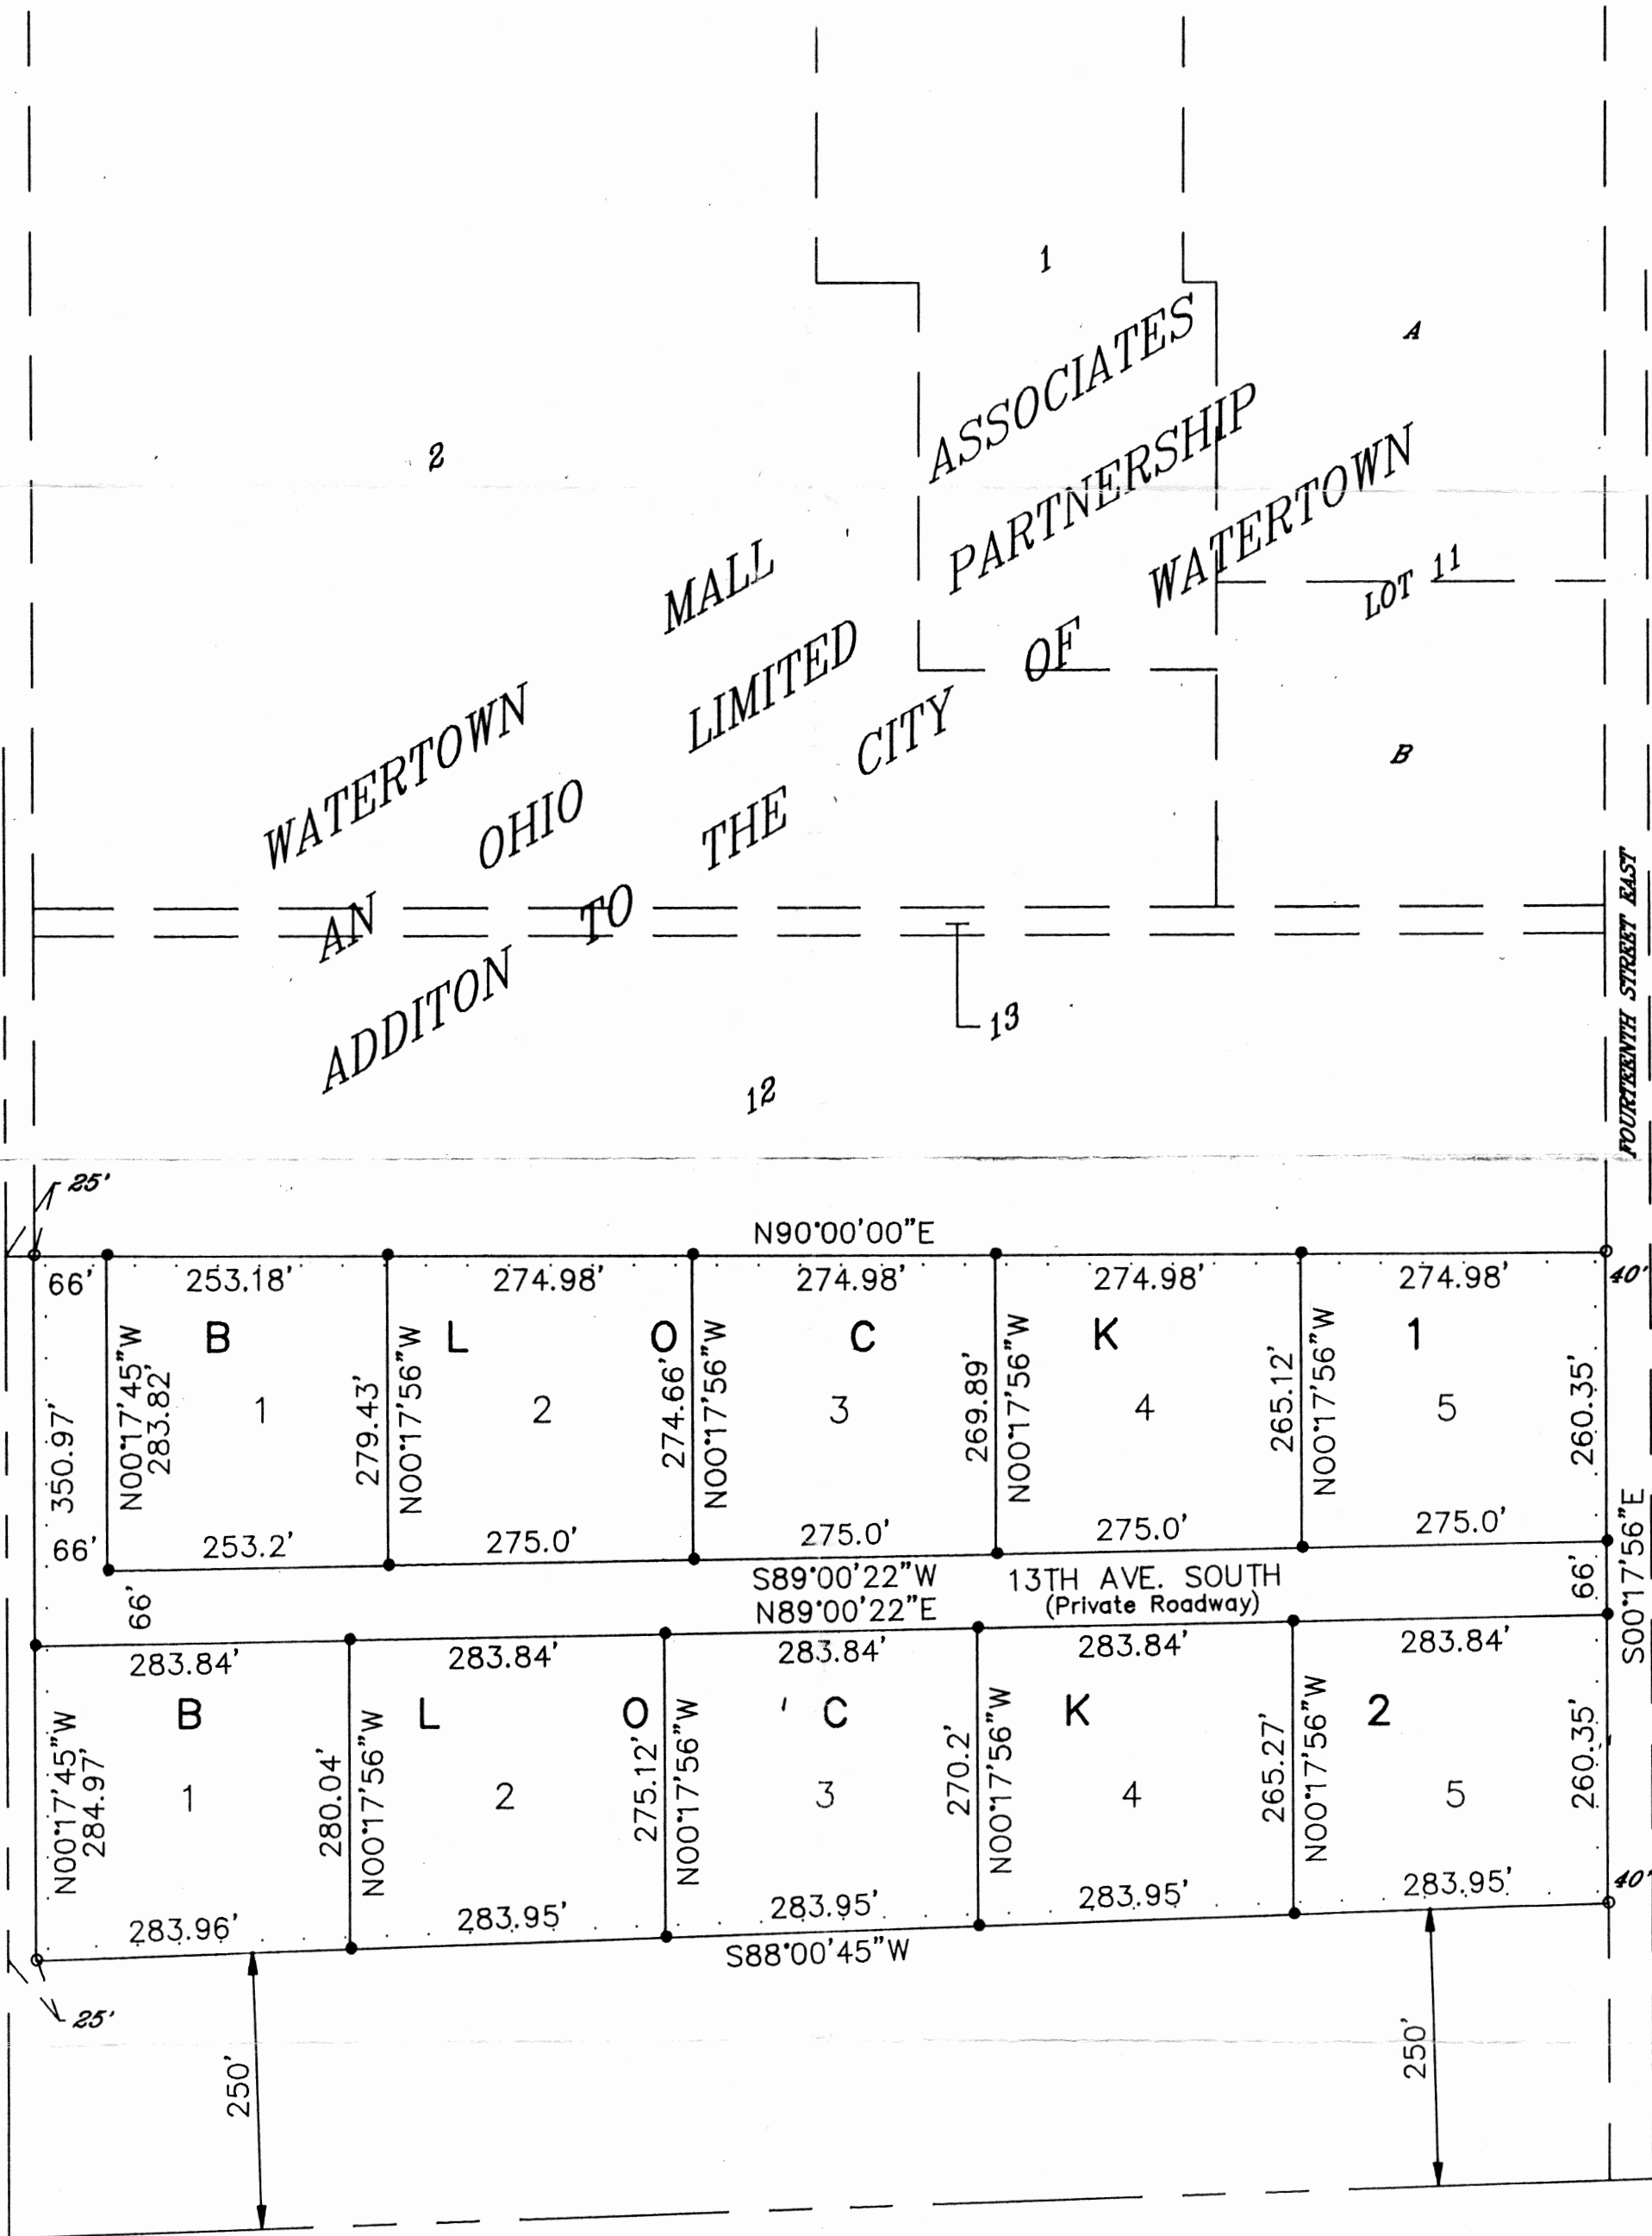 1
A
2
ASSOCIATES
PARTNERSHIP
WATERTOWN
MALL
LOT 11
LIMITED
OF
WATERTOWN
CITY
B
OHIO
THE
AN
TO
ADDITON
13
12
FOURTEENTH STREET EAST
25'
N90°00'00"E
66'
253.18'
274.98'
274.98'
274.98'
274.98'
40'
B L O C K 1
350.97'
N00°17'45"W
283.82'
1
279.43'
N00°17'56"W
2
274.66'
N00°17'56"W
3
269.89'
N00°17'56"W
4
265.12'
N00°17'56"W
5
260.35'
S00°17'56"E
66'
253.2'
275.0'
275.0'
275.0'
275.0'
66'
S89°00'22"W
13TH AVE. SOUTH
(Private Roadway)
N89°00'22"E
66'
283.84'
283.84'
283.84'
283.84'
283.84'
B L O C K 2
N00°17'45"W
284.97'
1
280.04'
N00°17'56"W
2
275.12'
N00°17'56"W
3
270.2'
N00°17'56"W
4
265.27'
N00°17'56"W
5
260.35'
283.96'
283.95'
283.95'
283.95'
283.95'
40'
S88°00'45"W
25'
250'
250'